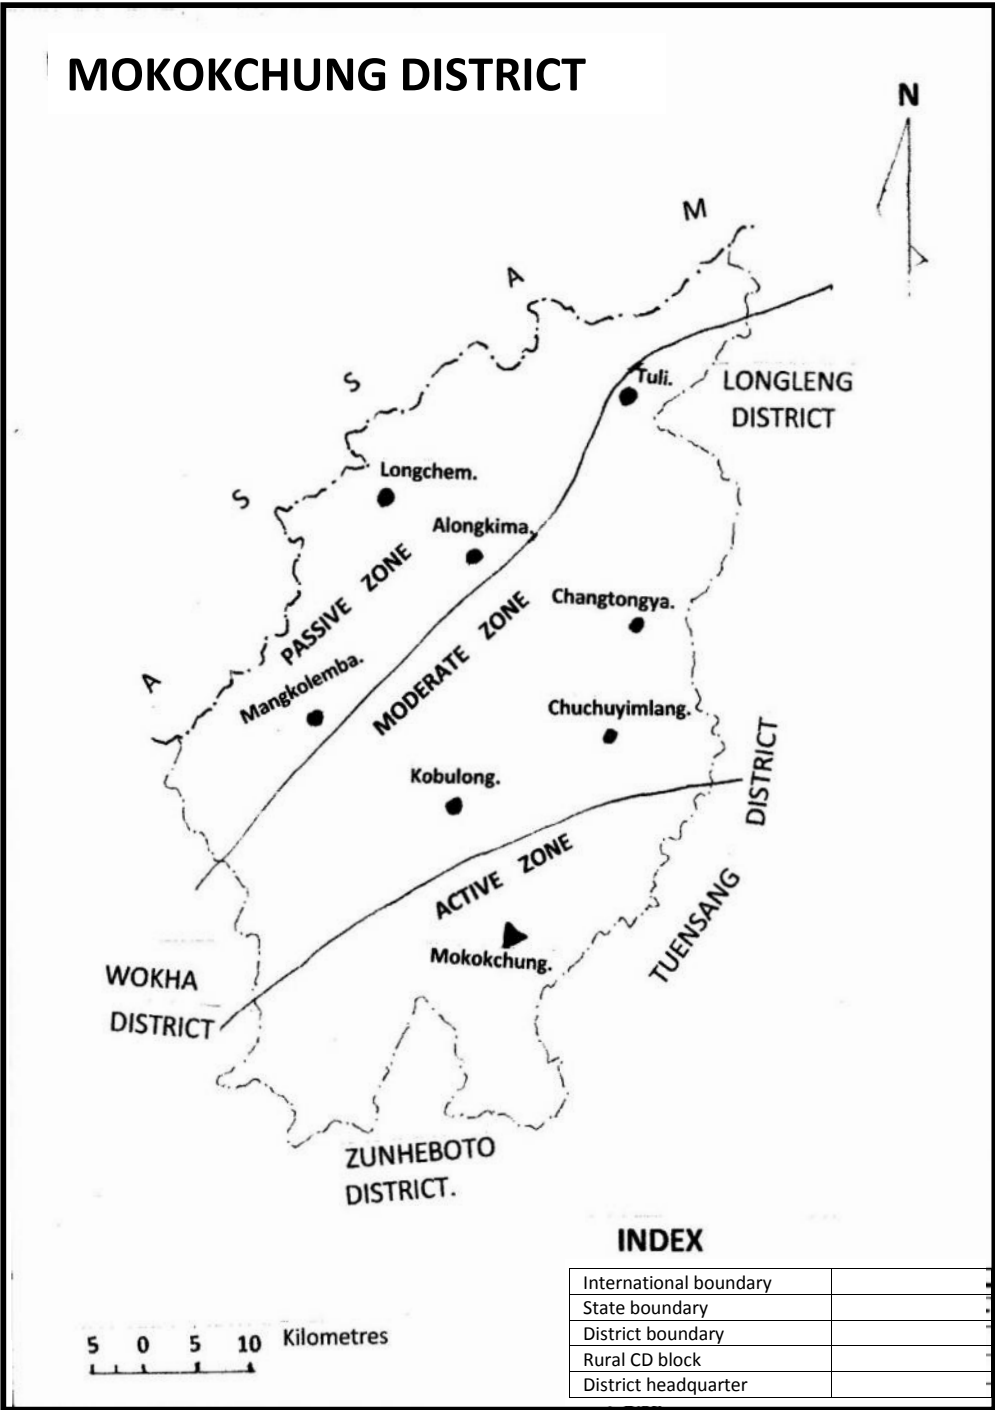 MOKOKCHUNG DISTRICT
N
M
A
S
S
A
Tuli.
LONGLENG
DISTRICT
Longchem.
Alongkima.
PASSIVE ZONE
Changtongya.
MODERATE ZONE
Mangkolemba.
Chuchuyimlang.
Kobulong.
TUENSANG DISTRICT
ACTIVE ZONE
Mokokchung.
WOKHA
DISTRICT
ZUNHEBOTO
DISTRICT.
INDEX
International boundary
State boundary
District boundary
Rural CD block
District headquarter
5 0 5 10 Kilometres